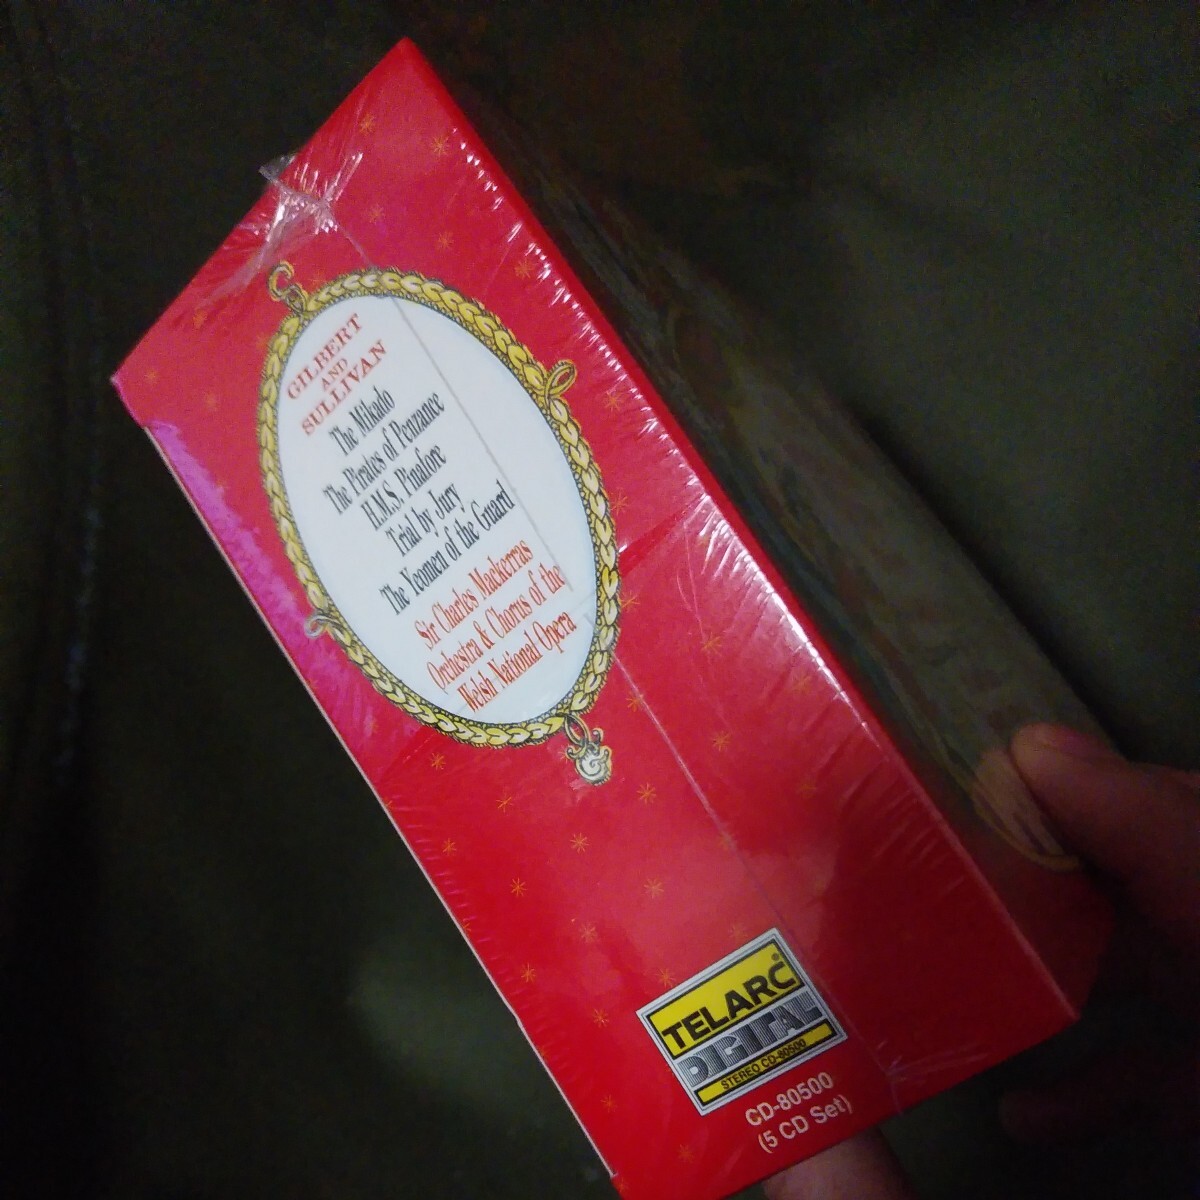 GILBERT
AND
SULLIVAN
The Mikado
The Pirates of Penzance
H.M.S. Pinafore
Trial by Jury
The Yeomen of the Guard
Sir Charles Mackerras
Orchestra & Chorus of the
Welsh National Opera
G
TELARC®
DIGITAL
STEREO CD-80500
CD-80500
(5 CD Set)